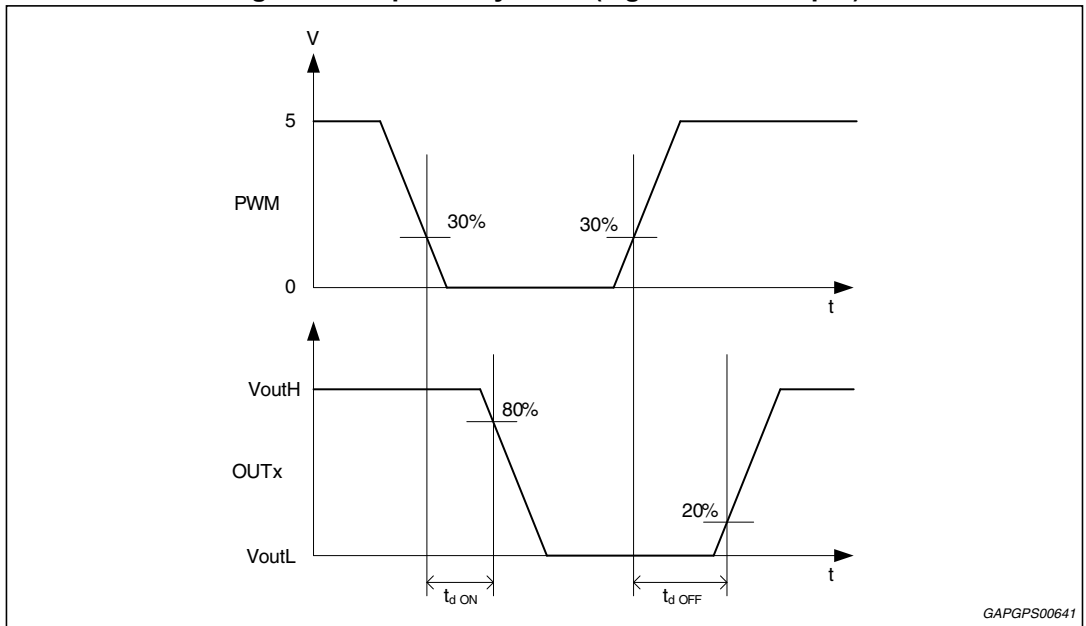 V
5
PWM
30%
30%
0
t
VoutH
80%
OUTx
20%
VoutL
t
td ON
td OFF
GAPGPS00641